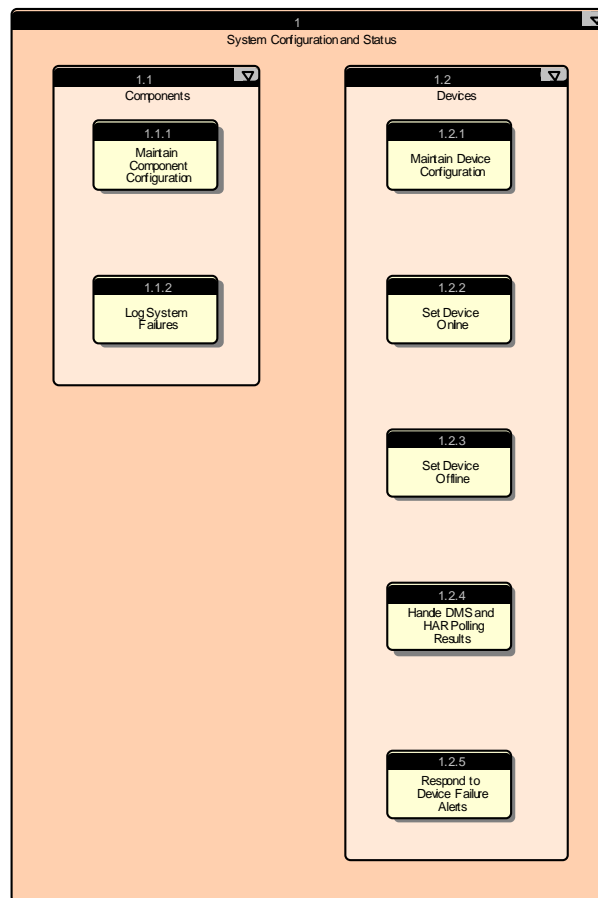 1
System Configuration and Status
1.1
Components
1.1.1
Maintain
Component
Configuration
1.1.2
Log System
Failures
1.2
Devices
1.2.1
Maintain Device
Configuration
1.2.2
Set Device
Online
1.2.3
Set Device
Offline
1.2.4
Handle DMS and
HAR Polling
Results
1.2.5
Respond to
Device Failure
Alerts